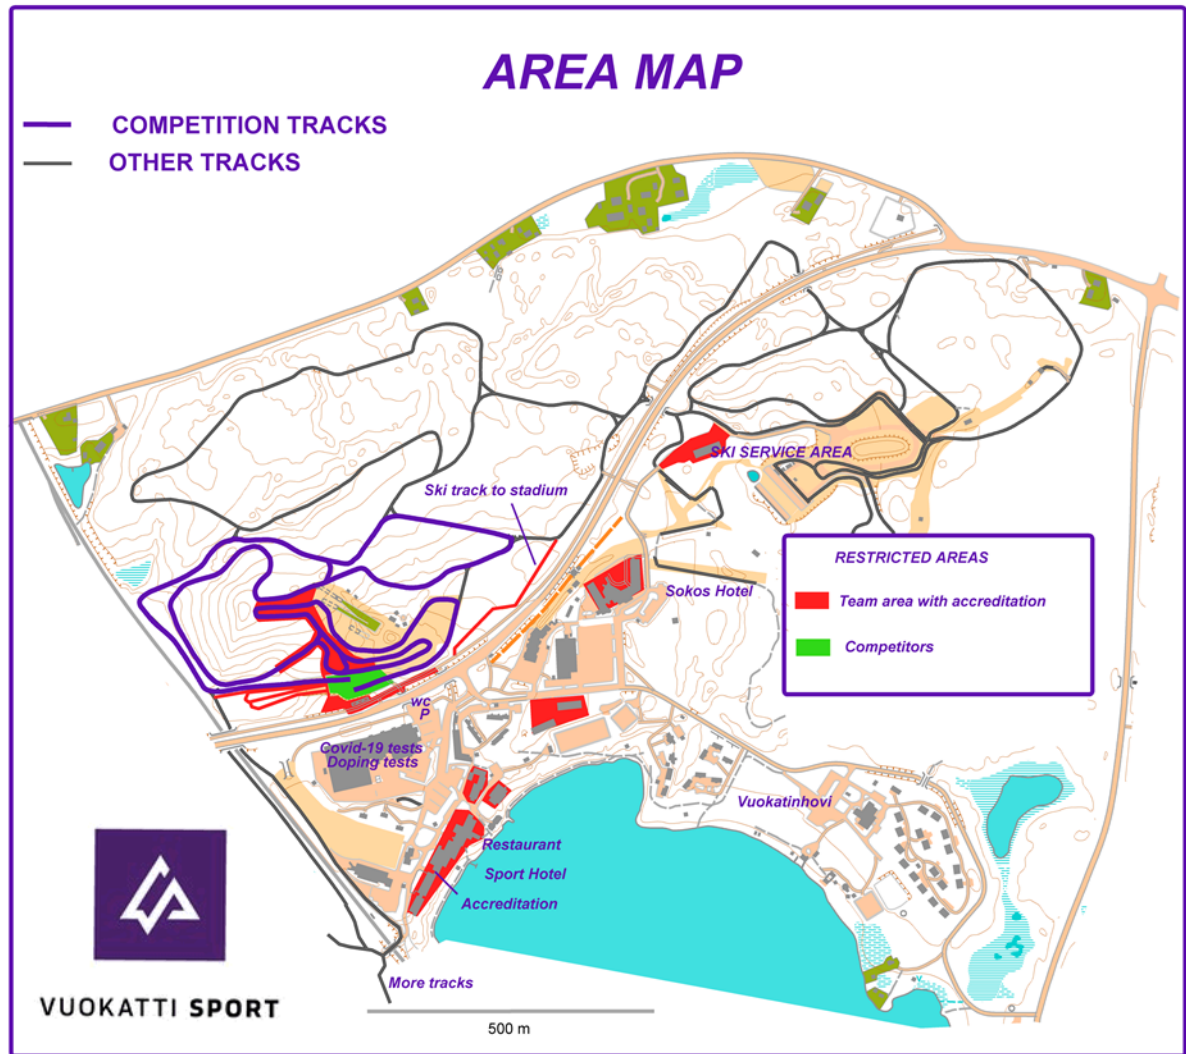 AREA MAP
COMPETITION TRACKS
OTHER TRACKS
SKI SERVICE AREA
Ski track to stadium
RESTRICTED AREAS
Sokos Hotel
Team area with accreditation
Competitors
wc
P
Covid-19 tests
Doping tests
Vuokatinhovi
Restaurant
Sport Hotel
Accreditation
More tracks
VUOKATTI SPORT
500 m